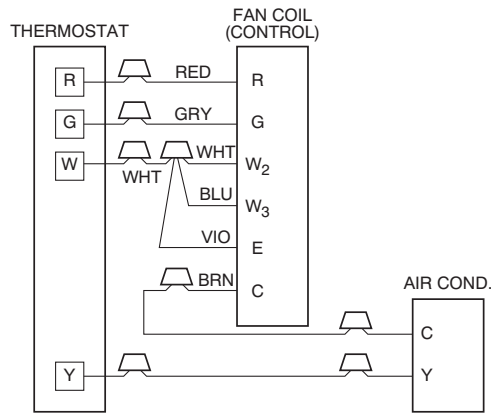 THERMOSTAT
FAN COIL
(CONTROL)
R RED R
G GRY G
W WHT WHT W2
BLU W3
VIO E
BRN C
AIR COND.
C
Y Y